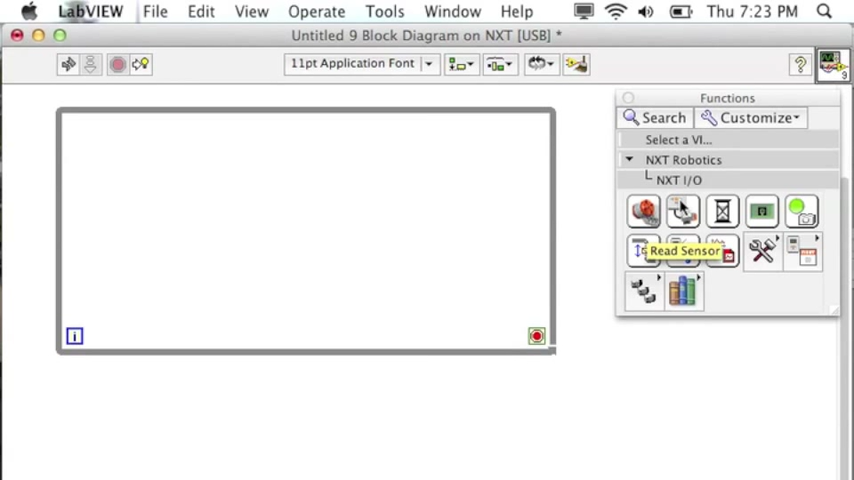 LabVIEW File Edit View Operate Tools Window Help Thu 7:23 PM
Untitled 9 Block Diagram on NXT [USB] *
11pt Application Font
?
9
Functions
Search Customize
Select a VI...
NXT Robotics
NXT I/O
Read Sensor
i